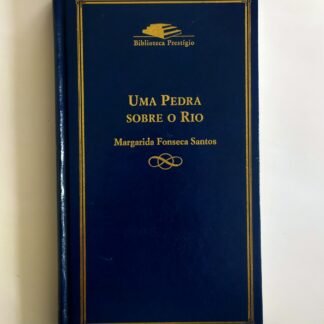 Biblioteca Prestígio
UMA PEDRA
SOBRE O RIO
Margarida Fonseca Santos